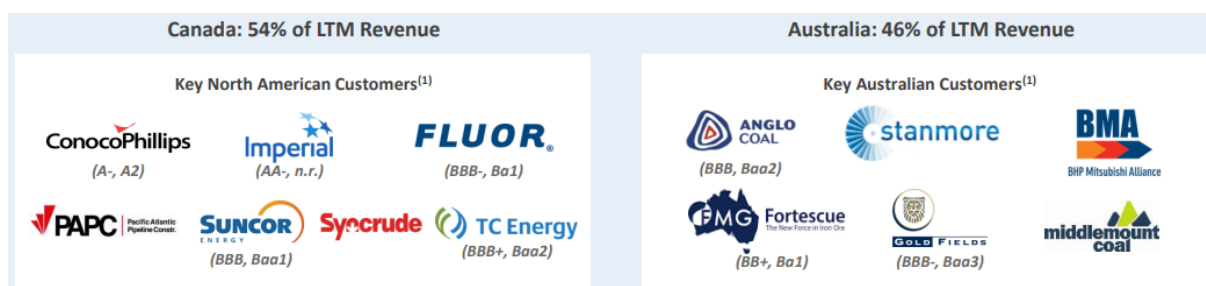 Canada: 54% of LTM Revenue
Key North American Customers(1)
ConocoPhillips
(A-, A2)
Imperial
(AA-, n.r.)
FLUOR®
(BBB-, Ba1)
PAPC
Pacific Atlantic
Pipeline Constr.
SUNCOR
ENERGY
(BBB, Baa1)
Syncrude
TC Energy
(BBB+, Baa2)
Australia: 46% of LTM Revenue
Key Australian Customers(1)
ANGLO
COAL
(BBB, Baa2)
stanmore
BMA
BHP Mitsubishi Alliance
FMG
Fortescue
The New Force in Iron Ore
(BB+, Ba1)
GOLD FIELDS
(BBB-, Baa3)
middlemount
coal